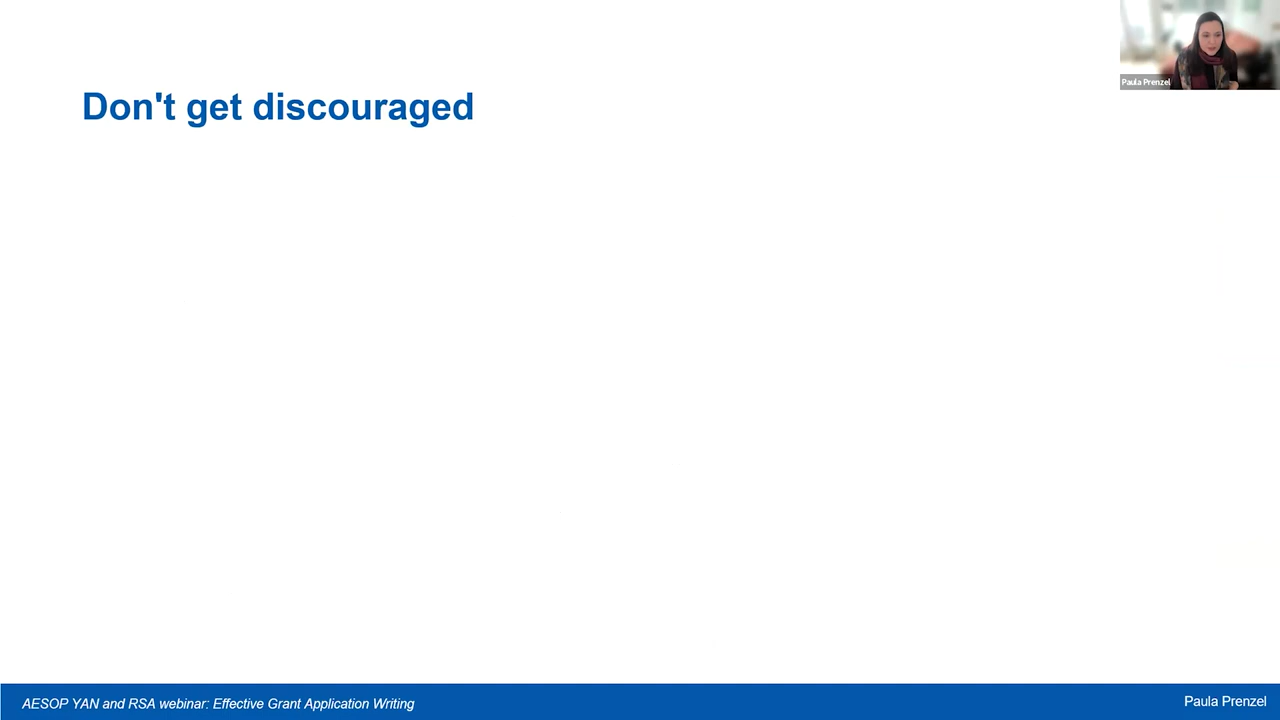 Paula Prenzel
Don't get discouraged
AESOP YAN and RSA webinar: Effective Grant Application Writing
Paula Prenzel